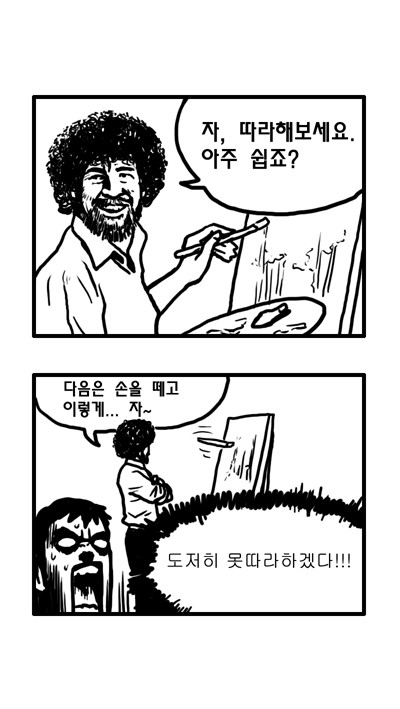 자, 따라해보세요.
아주 쉽죠?
다음은 손을 떼고
이렇게... 자~
도저히 못따라하겠다!!!